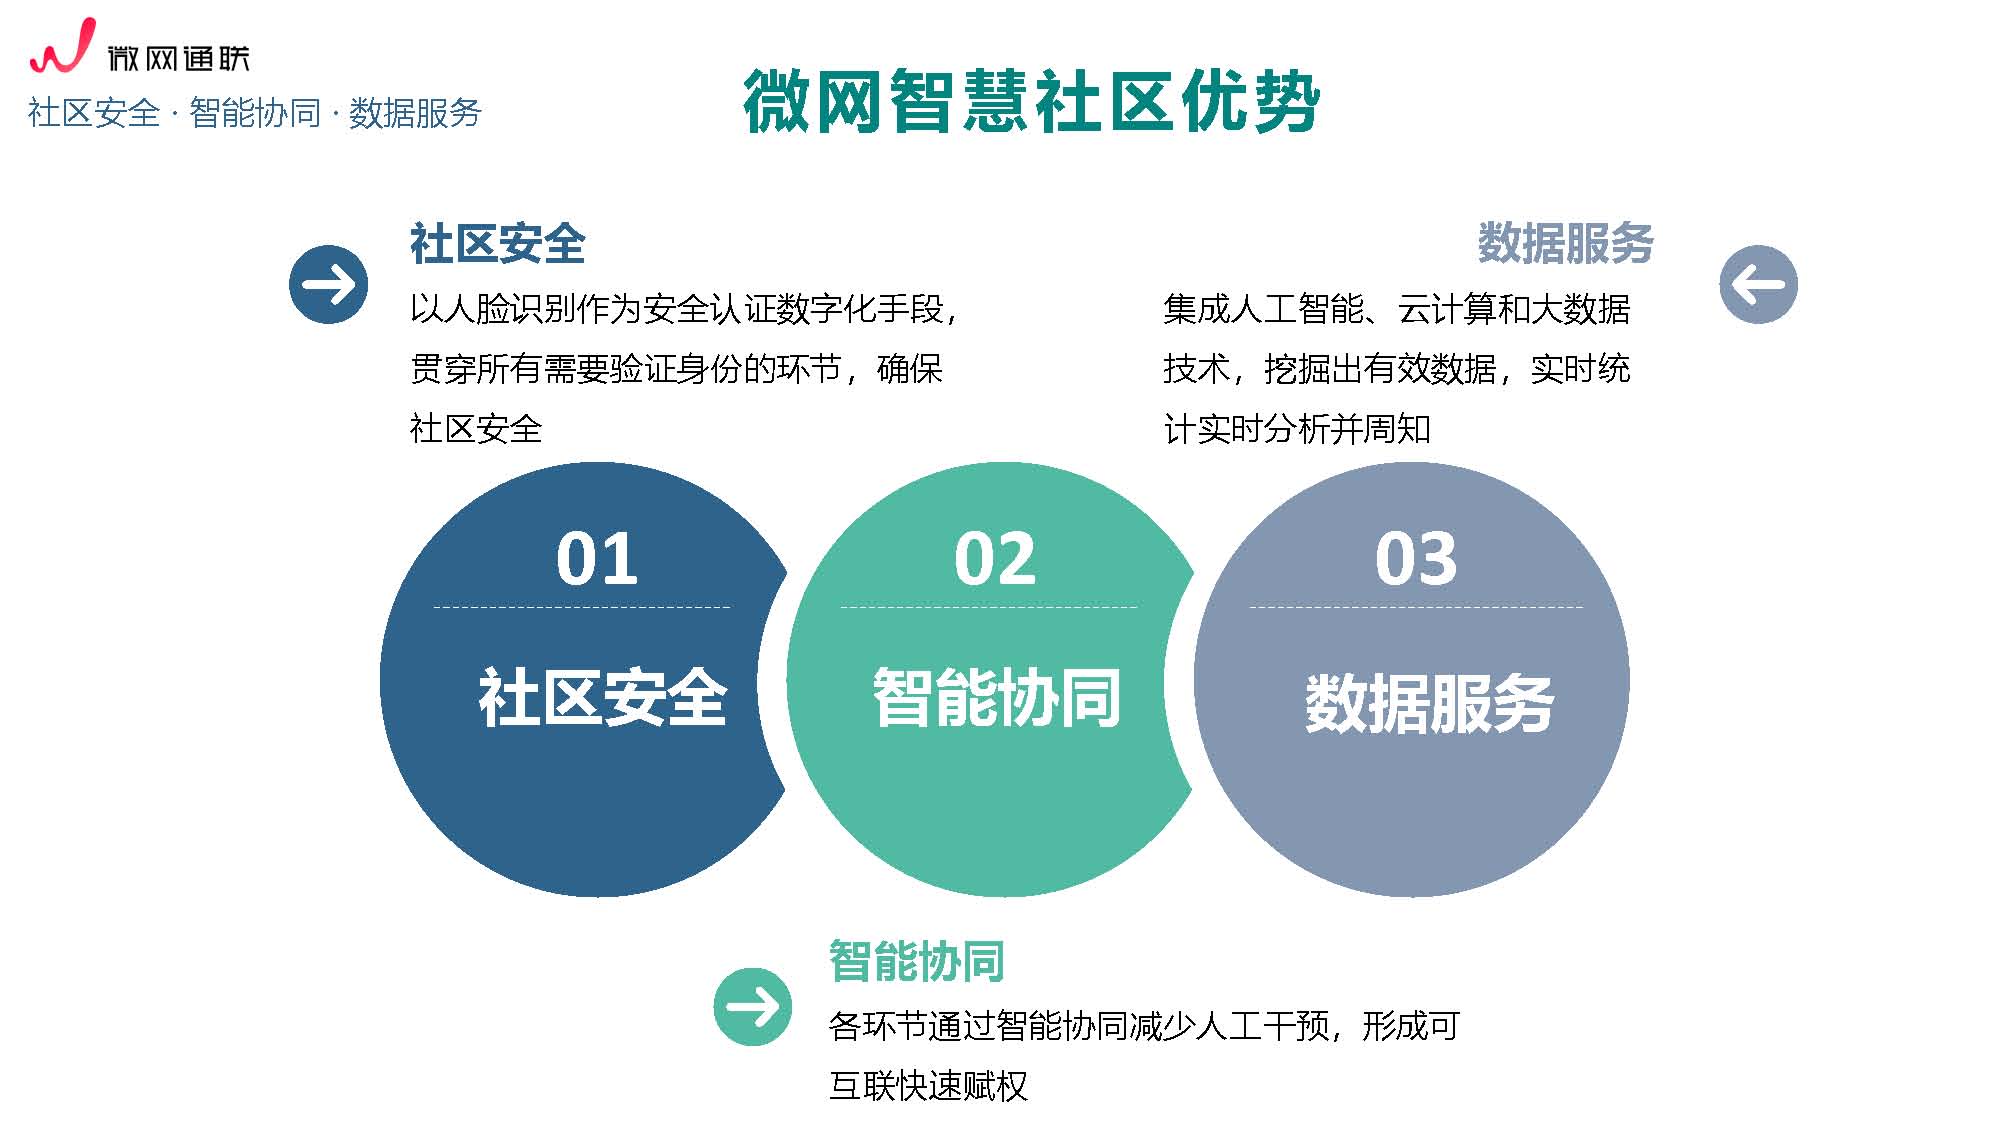 微网通联
社区安全·智能协同·数据服务
微网智慧社区优势
社区安全
以人脸识别作为安全认证数字化手段，
贯穿所有需要验证身份的环节，确保
社区安全
数据服务
集成人工智能、云计算和大数据
技术，挖掘出有效数据，实时统
计实时分析并周知
01
社区安全
02
智能协同
03
数据服务
智能协同
各环节通过智能协同减少人工干预，形成可
互联快速赋权